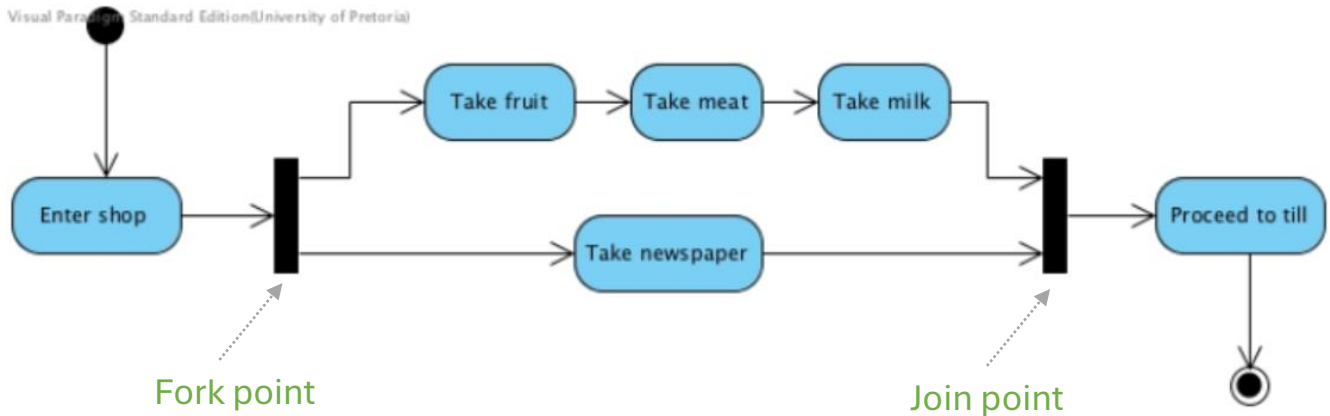 Visual Paradigm Standard Edition(University of Pretoria)
Take fruit
Take meat
Take milk
Enter shop
Take newspaper
Proceed to till
Fork point
Join point